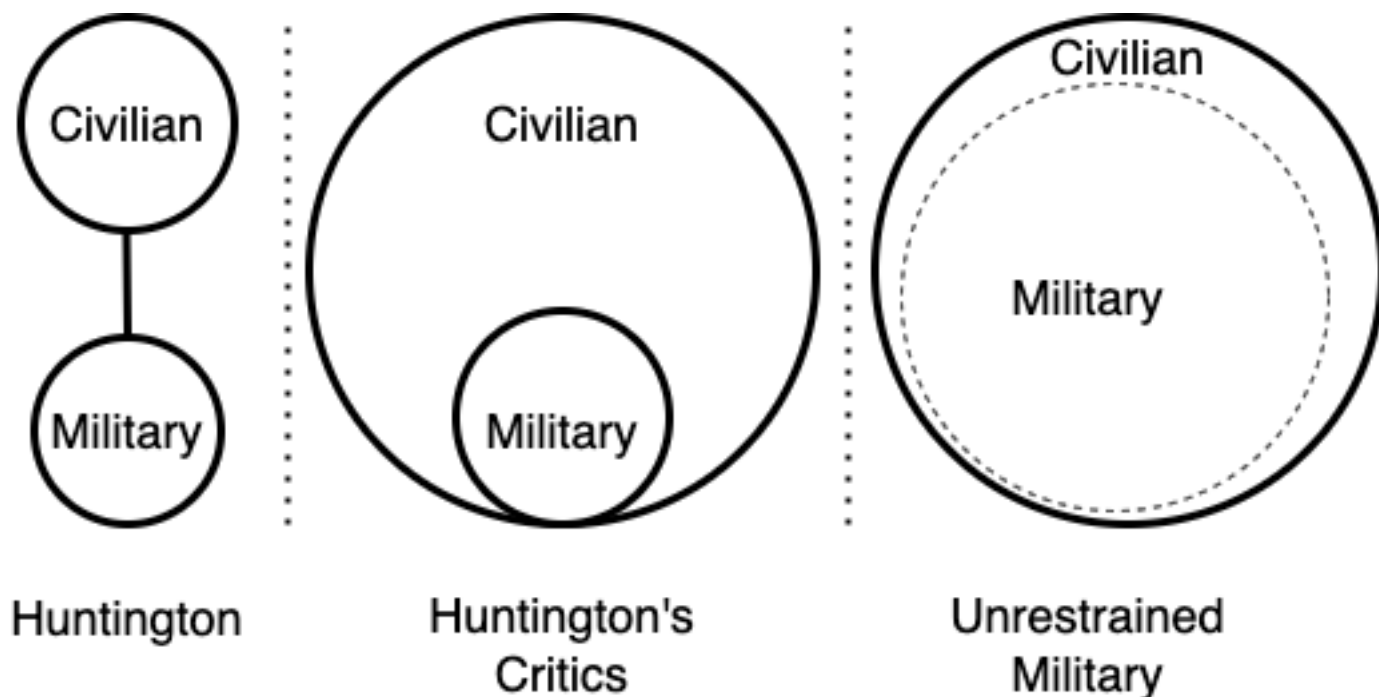 Civilian
Military
Huntington
Civilian
Military
Huntington's
Critics
Civilian
Military
Unrestrained
Military